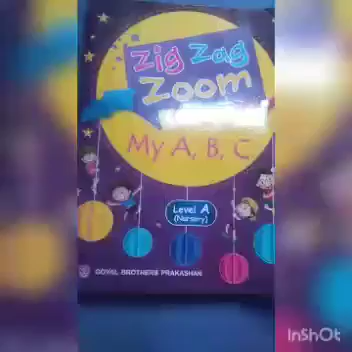 Zig Zag
Zoom
My A, B, C
Level A
(Nursery)
GOYAL BROTHERS PRAKASHAN
InShOt